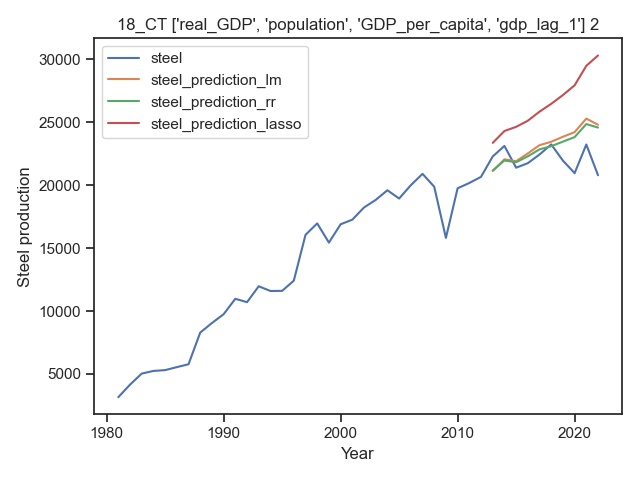 18_CT ['real_GDP', 'population', 'GDP_per_capita', 'gdp_lag_1'] 2
steel
steel_prediction_lm
steel_prediction_rr
steel_prediction_lasso
Steel production
30000
25000
20000
15000
10000
5000
1980
1990
2000
2010
2020
Year